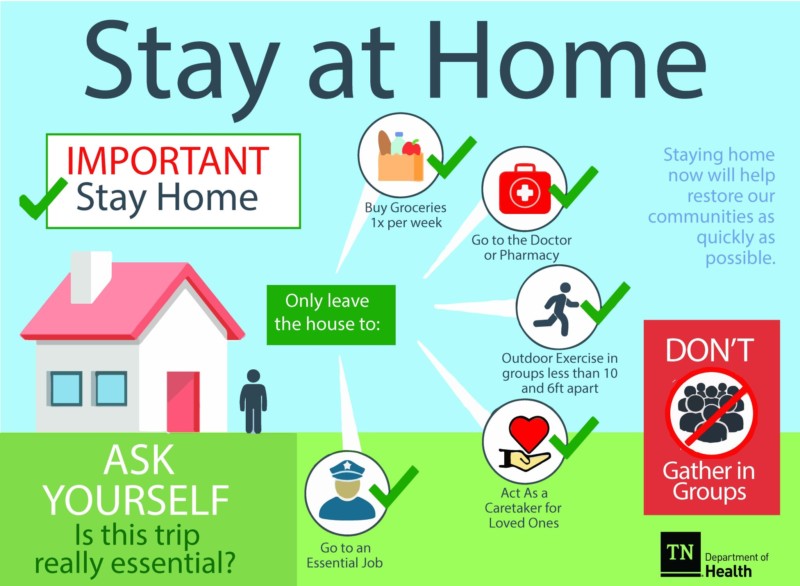 Stay at Home
IMPORTANT
Stay Home
Buy Groceries
1x per week
Go to the Doctor
or Pharmacy
Staying home
now will help
restore our
communities as
quickly as
possible.
Only leave
the house to:
Outdoor Exercise in
groups less than 10
and 6ft apart
DON'T
Gather in
Groups
ASK
YOURSELF
Is this trip
really essential?
Go to an
Essential Job
Act As a
Caretaker for
Loved Ones
TN
Department of
Health